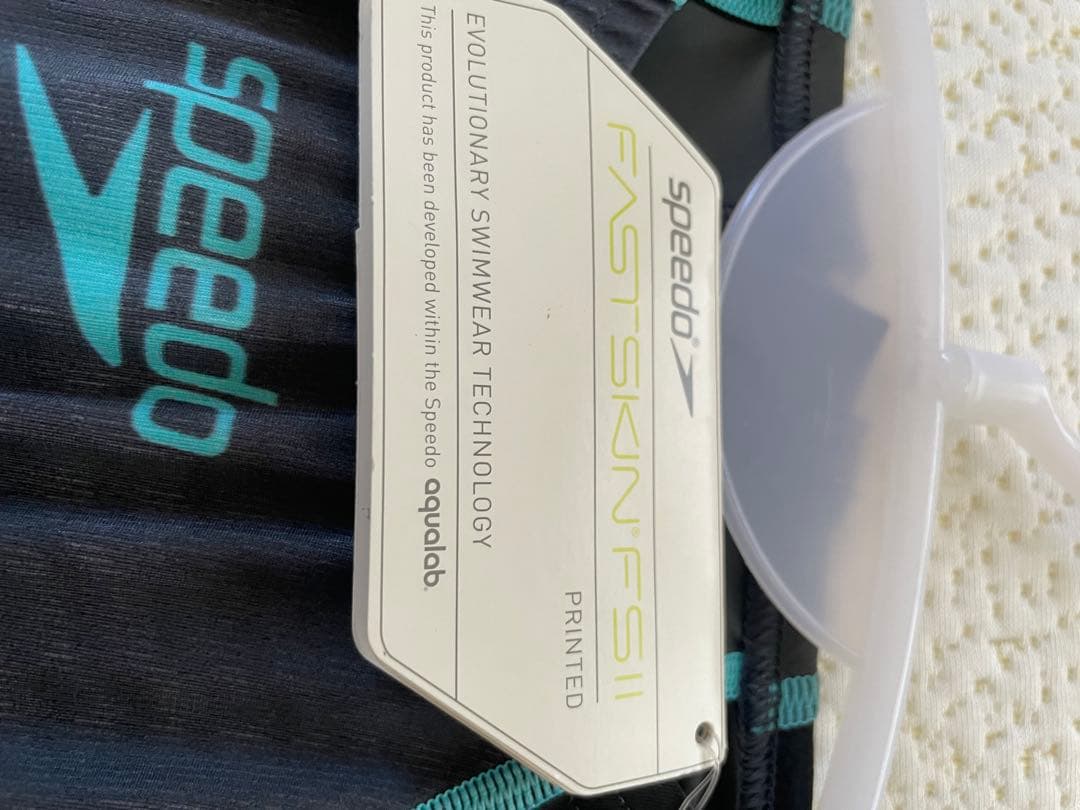 speedo
speedo®
FASTSKIN® FSII
PRINTED
EVOLUTIONARY SWIMWEAR TECHNOLOGY
This product has been developed within the Speedo aqualab®